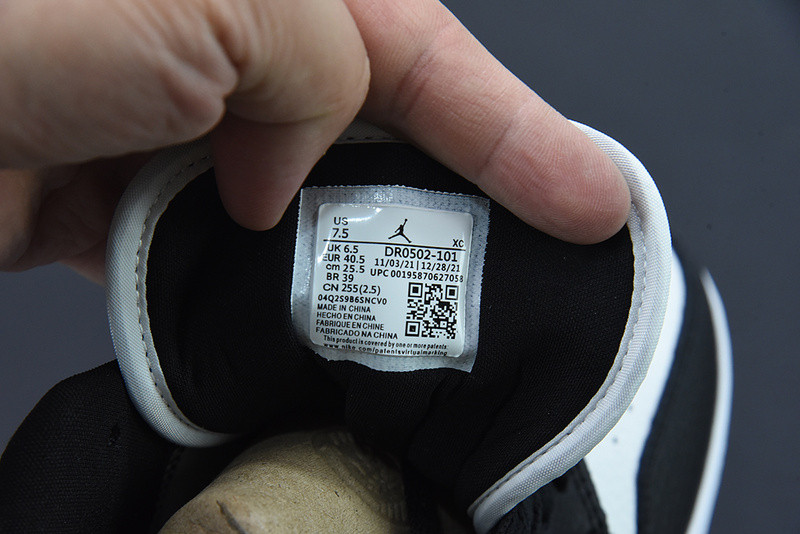 US
7.5
XC
UK 6.5 DR0502-101
EUR 40.5 11/03/21 | 12/28/21
cm 25.5 UPC 00195870627058
BR 39
CN 255(2.5)
04Q2S9B6SNCV0
MADE IN CHINA
HECHO EN CHINA
FABRIQUE EN CHINE
FABRICADO NA CHINA
This product is covered by one or more patents
www.nike.com/patentsvirtualmarking